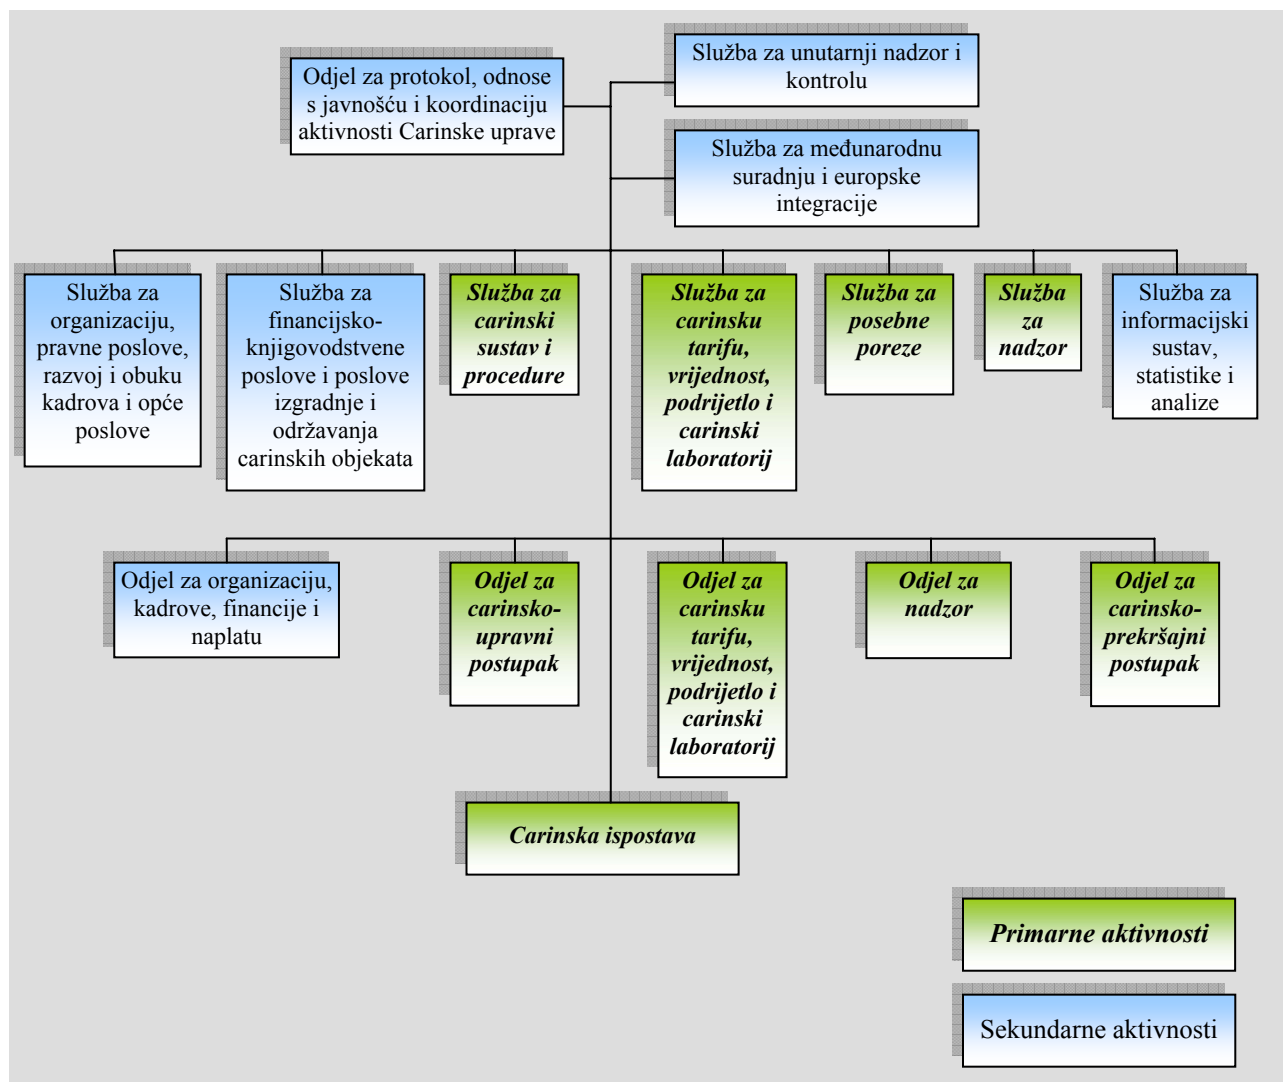 Odjel za protokol, odnose
s javnošću i koordinaciju
aktivnosti Carinske uprave
Služba za unutarnji nadzor i
kontrolu
Služba za međunarodnu
suradnju i europske
integracije
Služba za
organizaciju,
pravne poslove,
razvoj i obuku
kadrova i opće
poslove
Služba za
financijsko-
knjigovodstvene
poslove i poslove
izgradnje i
održavanja
carinskih objekata
Služba za
carinski
sustav i
procedure
Služba za
carinsku
tarifu,
vrijednost,
podrijetlo i
carinski
laboratorij
Služba za
posebne
poreze
Služba
za
nadzor
Služba za
informacijski
sustav,
statistike i
analize
Odjel za organizaciju,
kadrove, financije i
naplatu
Odjel za
carinsko-
upravni
postupak
Odjel za
carinsku
tarifu,
vrijednost,
podrijetlo i
carinski
laboratorij
Odjel za
nadzor
Odjel za
carinsko-
prekršajni
postupak
Carinska ispostava
Primarne aktivnosti
Sekundarne aktivnosti